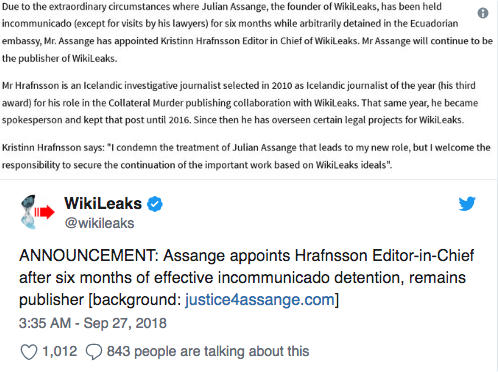 Due to the extraordinary circumstances where Julian Assange, the founder of WikiLeaks, has been held
incommunicado (except for visits by his lawyers) for six months while arbitrarily detained in the Ecuadorian
embassy, Mr. Assange has appointed Kristinn Hrafnsson Editor in Chief of WikiLeaks. Mr Assange will continue to be
the publisher of WikiLeaks.
Mr Hrafnsson is an Icelandic investigative journalist selected in 2010 as Icelandic journalist of the year (his third
award) for his role in the Collateral Murder publishing collaboration with WikiLeaks. That same year, he became
spokesperson and kept that post until 2016. Since then he has overseen certain legal projects for WikiLeaks.
Kristinn Hrafnsson says: "I condemn the treatment of Julian Assange that leads to my new role, but I welcome the
responsibility to secure the continuation of the important work based on WikiLeaks ideals".
WikiLeaks
@wikileaks
ANNOUNCEMENT: Assange appoints Hrafnsson Editor-in-Chief
after six months of effective incommunicado detention, remains
publisher [background: justice4assange.com]
3:35 AM - Sep 27, 2018
1,012 843 people are talking about this